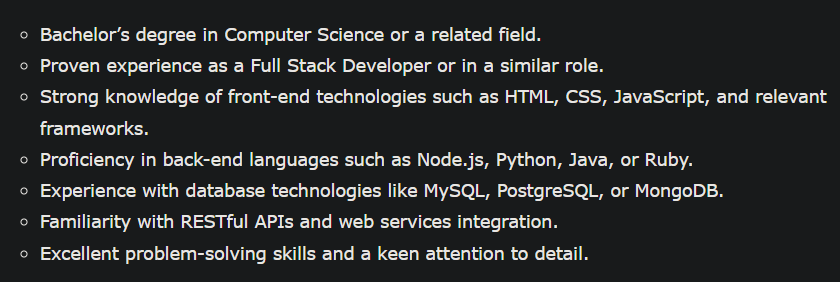 Bachelor’s degree in Computer Science or a related field.
Proven experience as a Full Stack Developer or in a similar role.
Strong knowledge of front-end technologies such as HTML, CSS, JavaScript, and relevant
frameworks.
Proficiency in back-end languages such as Node.js, Python, Java, or Ruby.
Experience with database technologies like MySQL, PostgreSQL, or MongoDB.
Familiarity with RESTful APIs and web services integration.
Excellent problem-solving skills and a keen attention to detail.